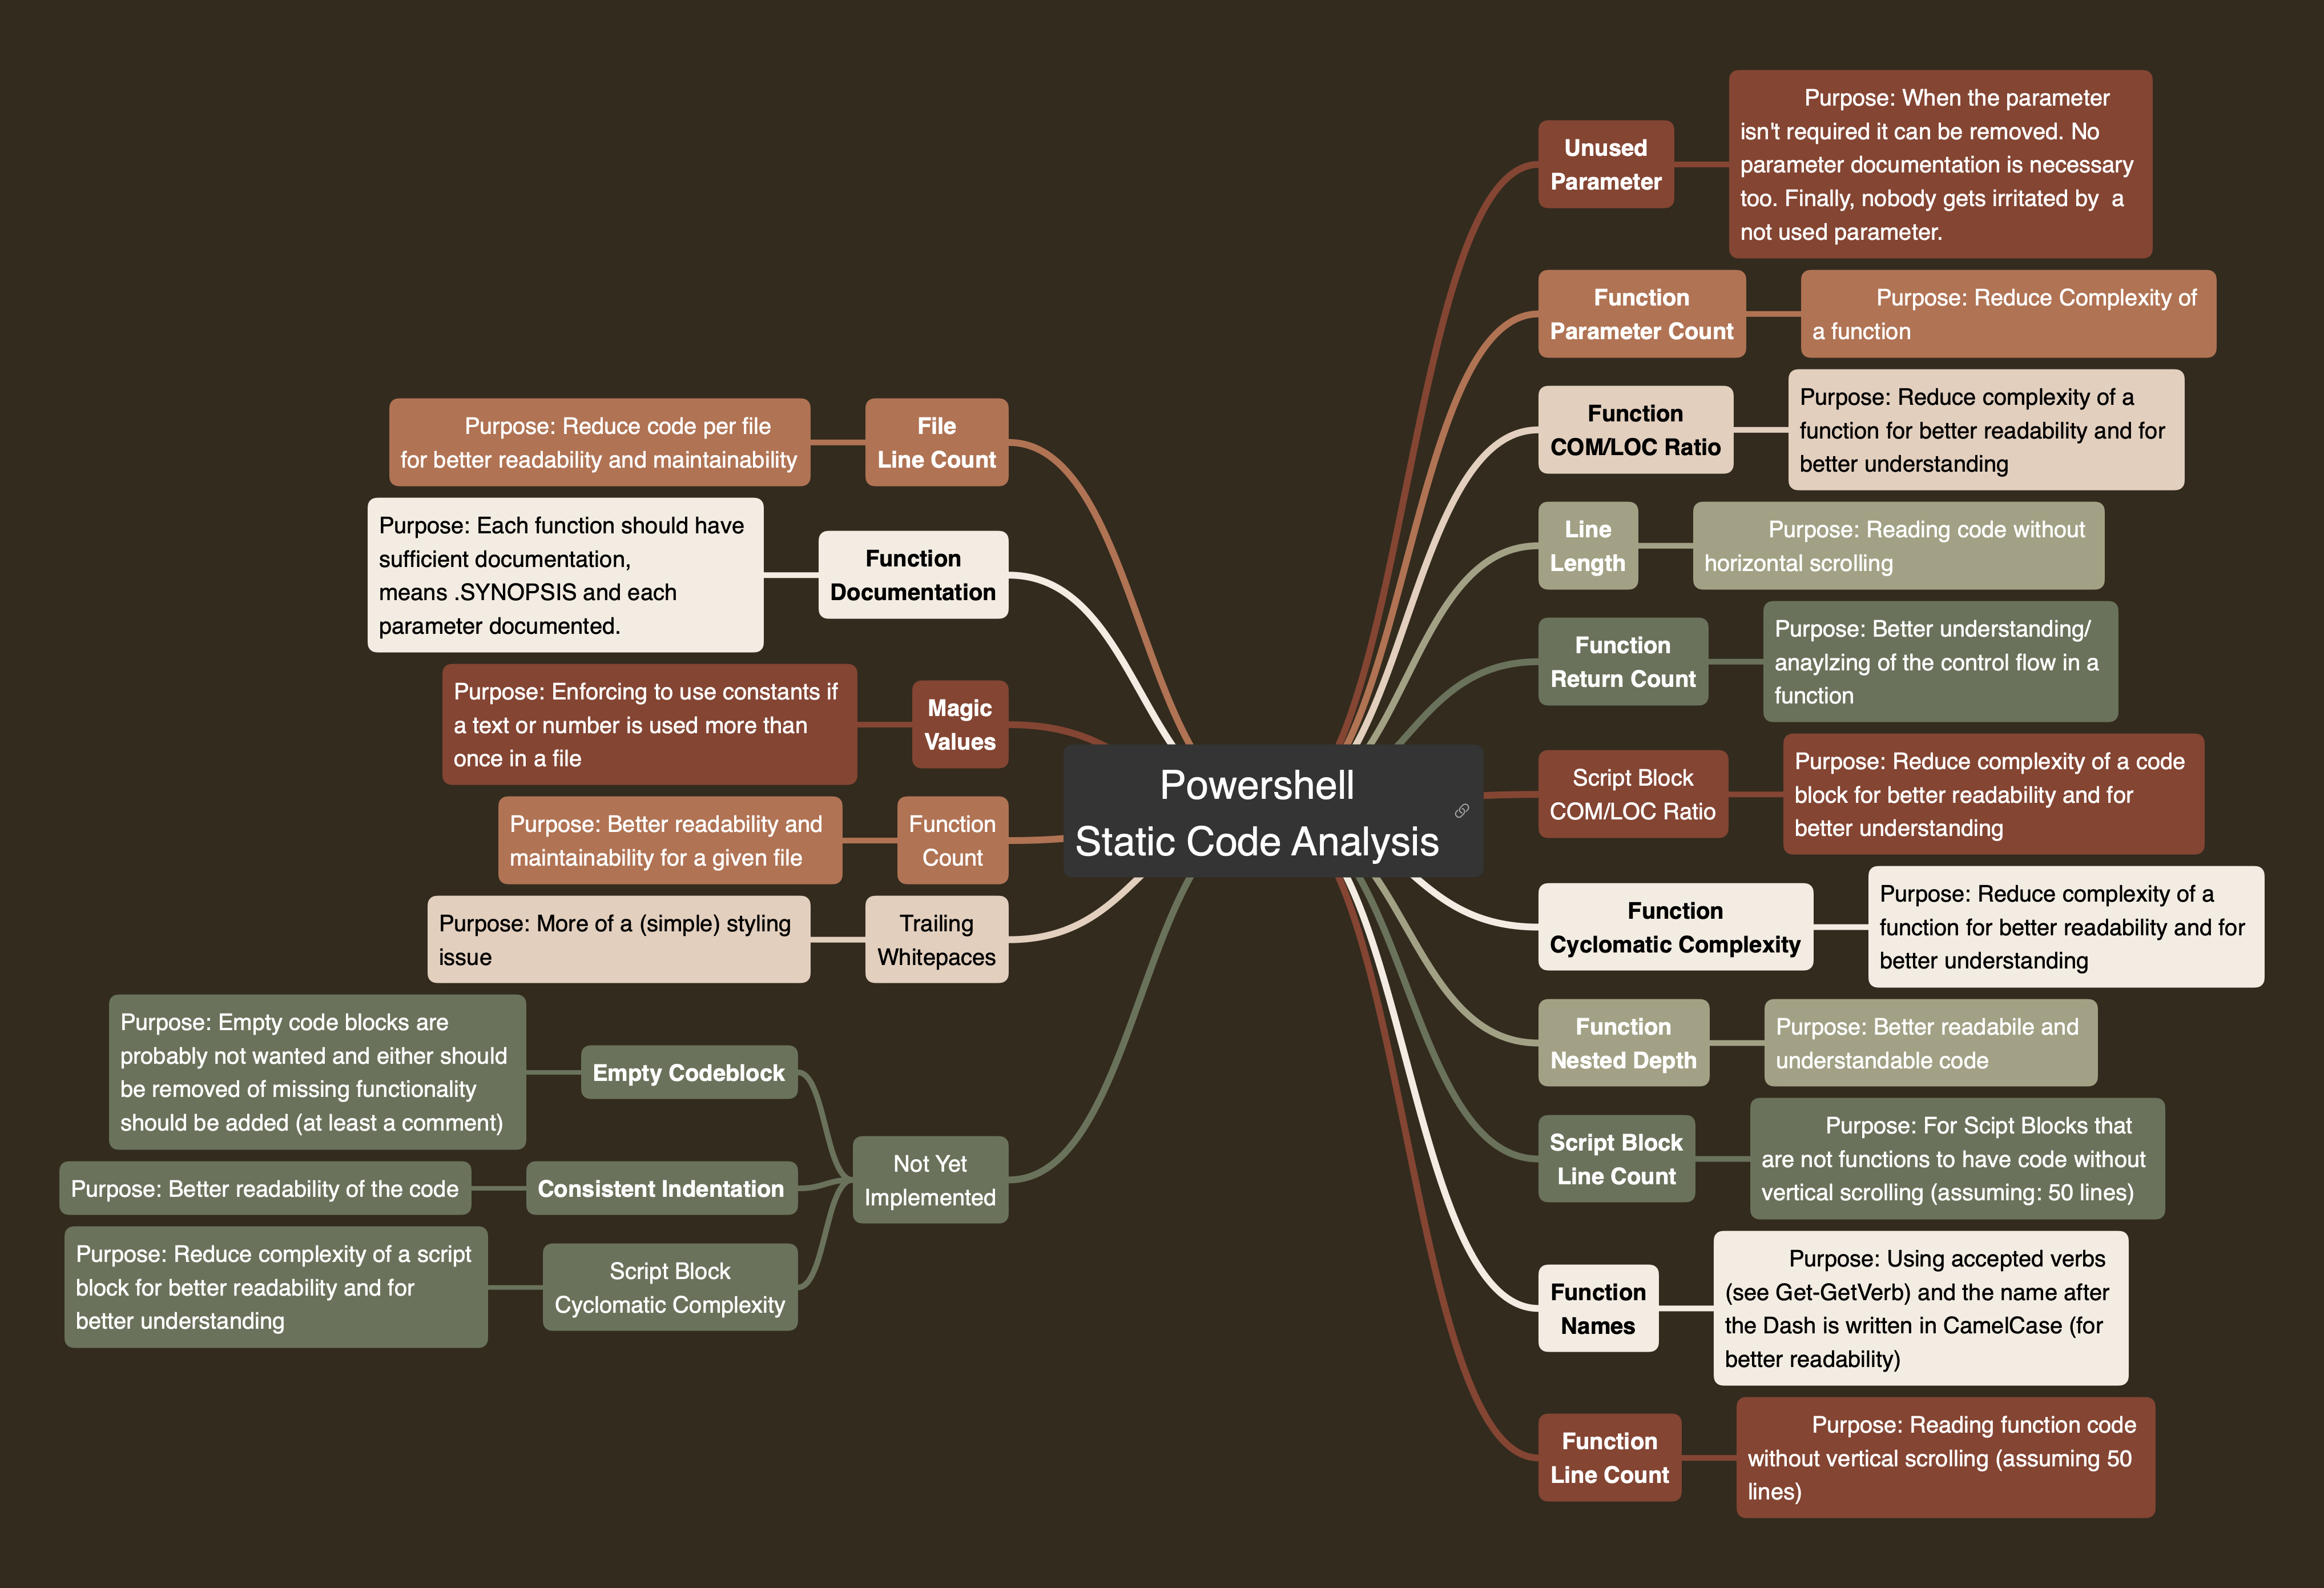 Powershell
Static Code Analysis
Unused
Parameter
Purpose: When the parameter
isn't required it can be removed. No
parameter documentation is necessary
too. Finally, nobody gets irritated by  a
not used parameter.
Function
Parameter Count
Purpose: Reduce Complexity of
a function
Function
COM/LOC Ratio
Purpose: Reduce complexity of a
function for better readability and for
better understanding
Line
Length
Purpose: Reading code without
horizontal scrolling
Function
Return Count
Purpose: Better understanding/
anaylzing of the control flow in a
function
Script Block
COM/LOC Ratio
Purpose: Reduce complexity of a code
block for better readability and for
better understanding
Function
Cyclomatic Complexity
Purpose: Reduce complexity of a
function for better readability and for
better understanding
Function
Nested Depth
Purpose: Better readabile and
understandable code
Script Block
Line Count
Purpose: For Scipt Blocks that
are not functions to have code without
vertical scrolling (assuming: 50 lines)
Function
Names
Purpose: Using accepted verbs
(see Get-GetVerb) and the name after
the Dash is written in CamelCase (for
better readability)
Function
Line Count
Purpose: Reading function code
without vertical scrolling (assuming 50
lines)
File
Line Count
Purpose: Reduce code per file
for better readability and maintainability
Function
Documentation
Purpose: Each function should have
sufficient documentation,
means .SYNOPSIS and each
parameter documented.
Magic
Values
Purpose: Enforcing to use constants if
a text or number is used more than
once in a file
Function
Count
Purpose: Better readability and
maintainability for a given file
Trailing
Whitepaces
Purpose: More of a (simple) styling
issue
Not Yet
Implemented
Empty Codeblock
Purpose: Empty code blocks are
probably not wanted and either should
be removed of missing functionality
should be added (at least a comment)
Consistent Indentation
Purpose: Better readability of the code
Script Block
Cyclomatic Complexity
Purpose: Reduce complexity of a script
block for better readability and for
better understanding